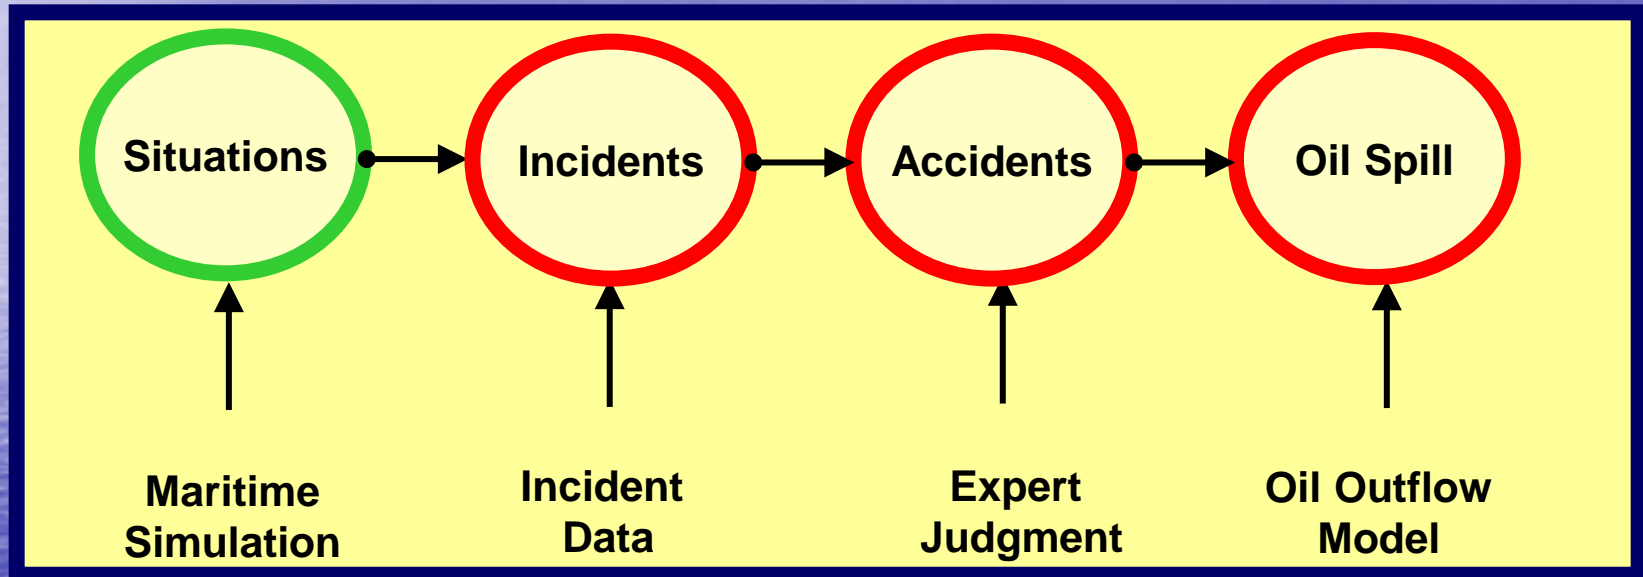 Situations
Incidents
Accidents
Oil Spill
Maritime
Simulation
Incident
Data
Expert
Judgment
Oil Outflow
Model